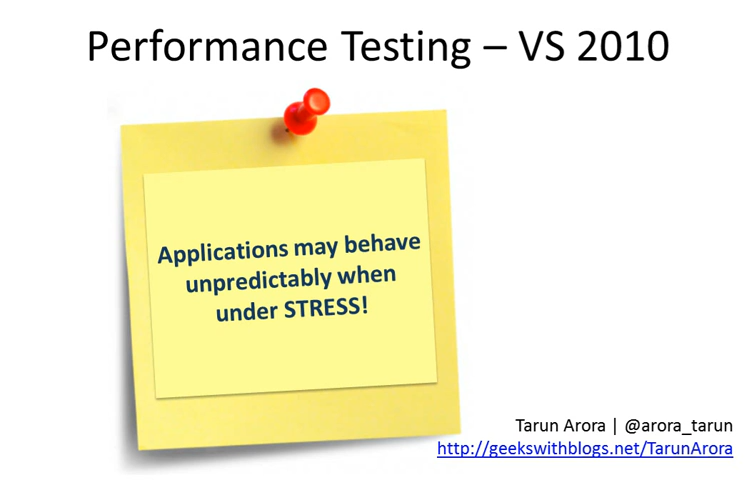 Performance Testing – VS 2010
Applications may behave
unpredictably when
under STRESS!
Tarun Arora | @arora_tarun
http://geekswithblogs.net/TarunArora